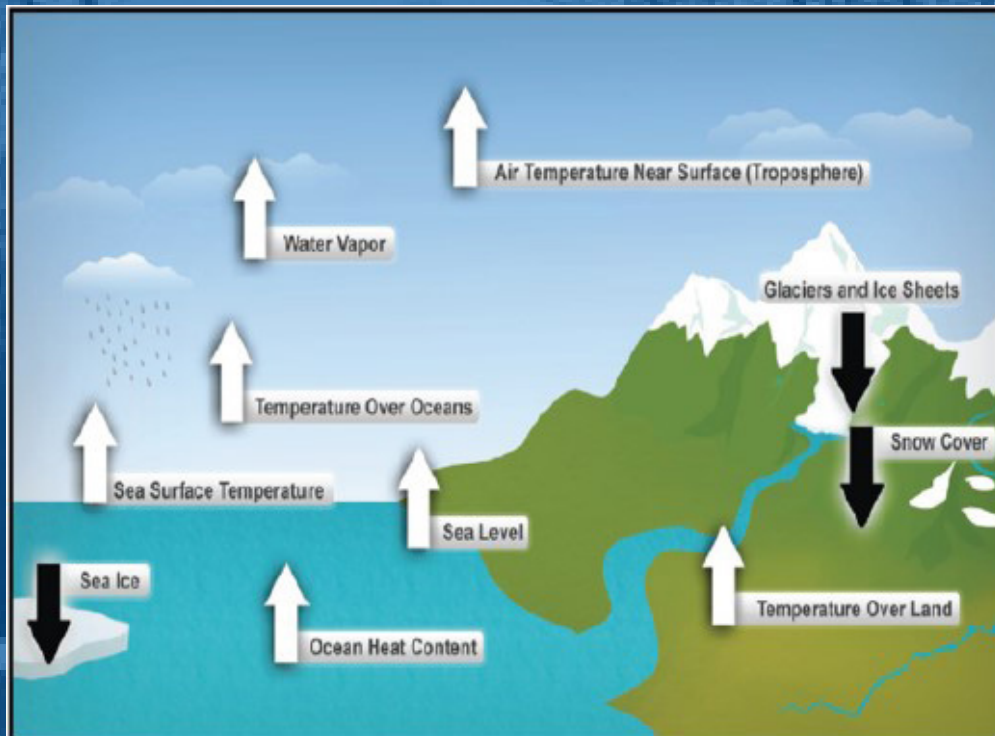 Air Temperature Near Surface (Troposphere)
Water Vapor
Glaciers and Ice Sheets
Temperature Over Oceans
Snow Cover
Sea Surface Temperature
Sea Level
Sea Ice
Temperature Over Land
Ocean Heat Content